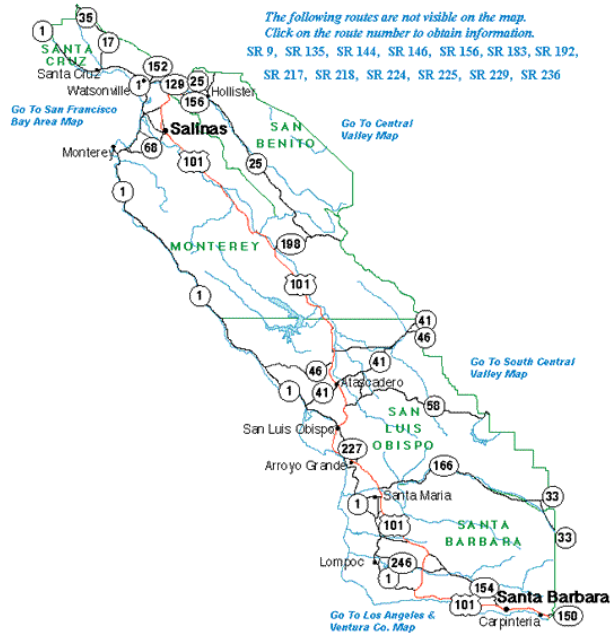 The following routes are not visible on the map.
Click on the route number to obtain information.
SR 9, SR 135, SR 144, SR 146, SR 156, SR 183, SR 192,
SR 217, SR 218, SR 224, SR 225, SR 229, SR 236
35
1
17
SANTA
CRUZ
Santa Cruz
152
Watsonville
1
129
25
156
Hollister
Go To San Francisco
Bay Area Map
Go To Central
Valley Map
Salinas
SAN
BENITO
68
Monterey
101
25
1
MONTEREY
198
101
1
41
46
Go To South Central
Valley Map
46
41
1
41
Atascadero
58
SAN
LUIS
OBISPO
San Luis Obispo
227
Arroyo Grande
166
33
Santa Maria
1
101
SANTA
BARBARA
33
Lompoc
246
1
154
Santa Barbara
101
150
Carpinteria
Go To Los Angeles &
Ventura Co. Map